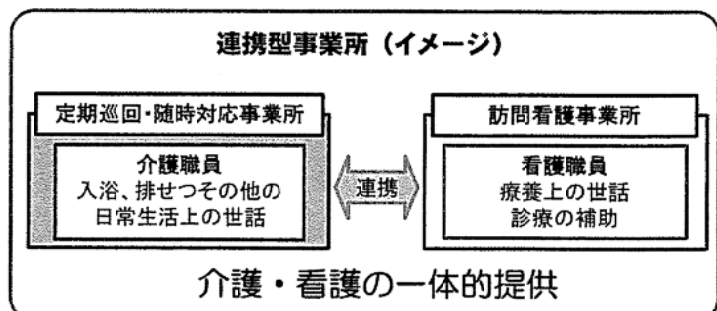 連携型事業所（イメージ）
定期巡回・随時対応事業所
介護職員
入浴、排せつその他の
日常生活上の世話
連携
訪問看護事業所
看護職員
療養上の世話
診療の補助
介護・看護の一体的提供